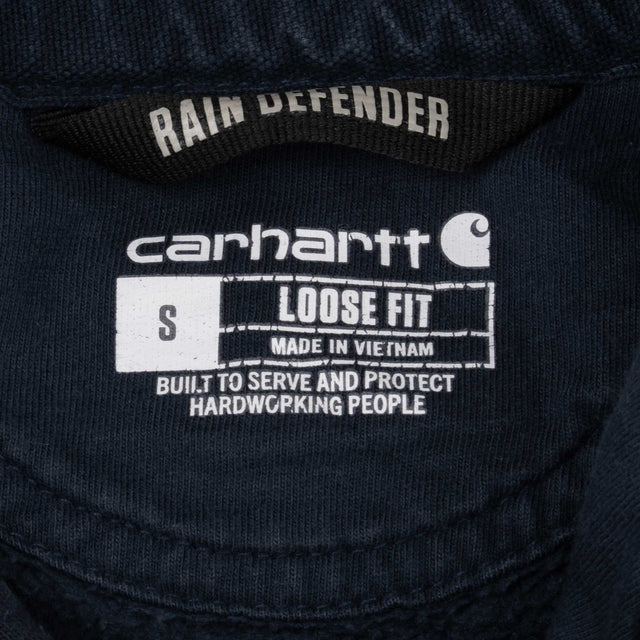 RAIN DEFENDER
carhartt
S
LOOSE FIT
MADE IN VIETNAM
BUILT TO SERVE AND PROTECT
HARDWORKING PEOPLE